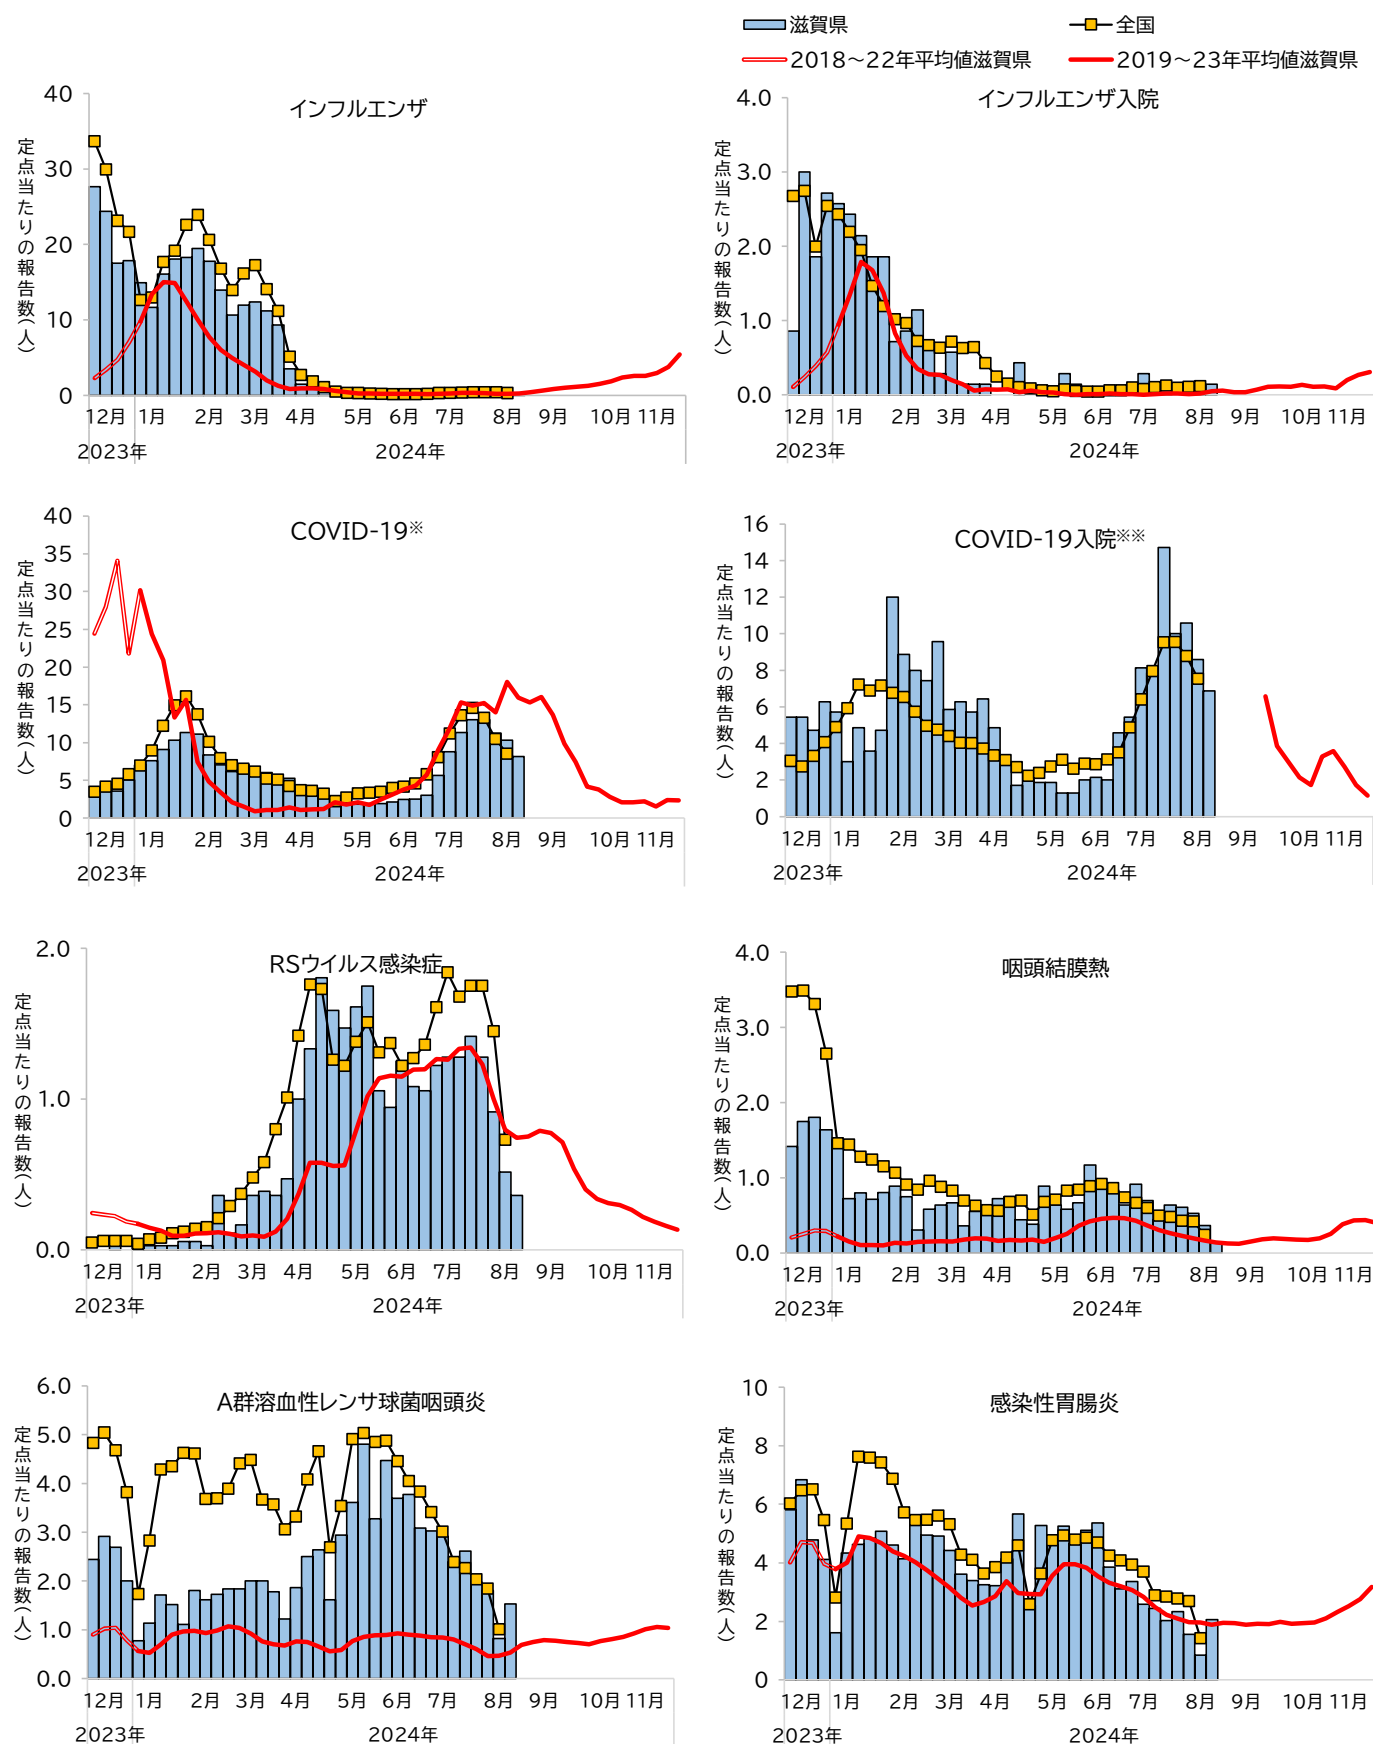 滋賀県
全国
2018～22年平均値滋賀県
2019～23年平均値滋賀県
インフルエンザ
定点当たりの報告数(人)
40
30
20
10
0
12月 1月 2月 3月 4月 5月 6月 7月 8月 9月 10月 11月
2023年 2024年
インフルエンザ入院
定点当たりの報告数(人)
4.0
3.0
2.0
1.0
0.0
12月 1月 2月 3月 4月 5月 6月 7月 8月 9月 10月 11月
2023年 2024年
COVID-19※
定点当たりの報告数(人)
40
35
30
25
20
15
10
5
0
12月 1月 2月 3月 4月 5月 6月 7月 8月 9月 10月 11月
2023年 2024年
COVID-19入院※※
定点当たりの報告数(人)
16
14
12
10
8
6
4
2
0
12月 1月 2月 3月 4月 5月 6月 7月 8月 9月 10月 11月
2023年 2024年
RSウイルス感染症
定点当たりの報告数(人)
2.0
1.0
0.0
12月 1月 2月 3月 4月 5月 6月 7月 8月 9月 10月 11月
2023年 2024年
咽頭結膜熱
定点当たりの報告数(人)
4.0
3.0
2.0
1.0
0.0
12月 1月 2月 3月 4月 5月 6月 7月 8月 9月 10月 11月
2023年 2024年
A群溶血性レンサ球菌咽頭炎
定点当たりの報告数(人)
6.0
5.0
4.0
3.0
2.0
1.0
0.0
12月 1月 2月 3月 4月 5月 6月 7月 8月 9月 10月 11月
2023年 2024年
感染性胃腸炎
定点当たりの報告数(人)
10
8
6
4
2
0
12月 1月 2月 3月 4月 5月 6月 7月 8月 9月 10月 11月
2023年 2024年